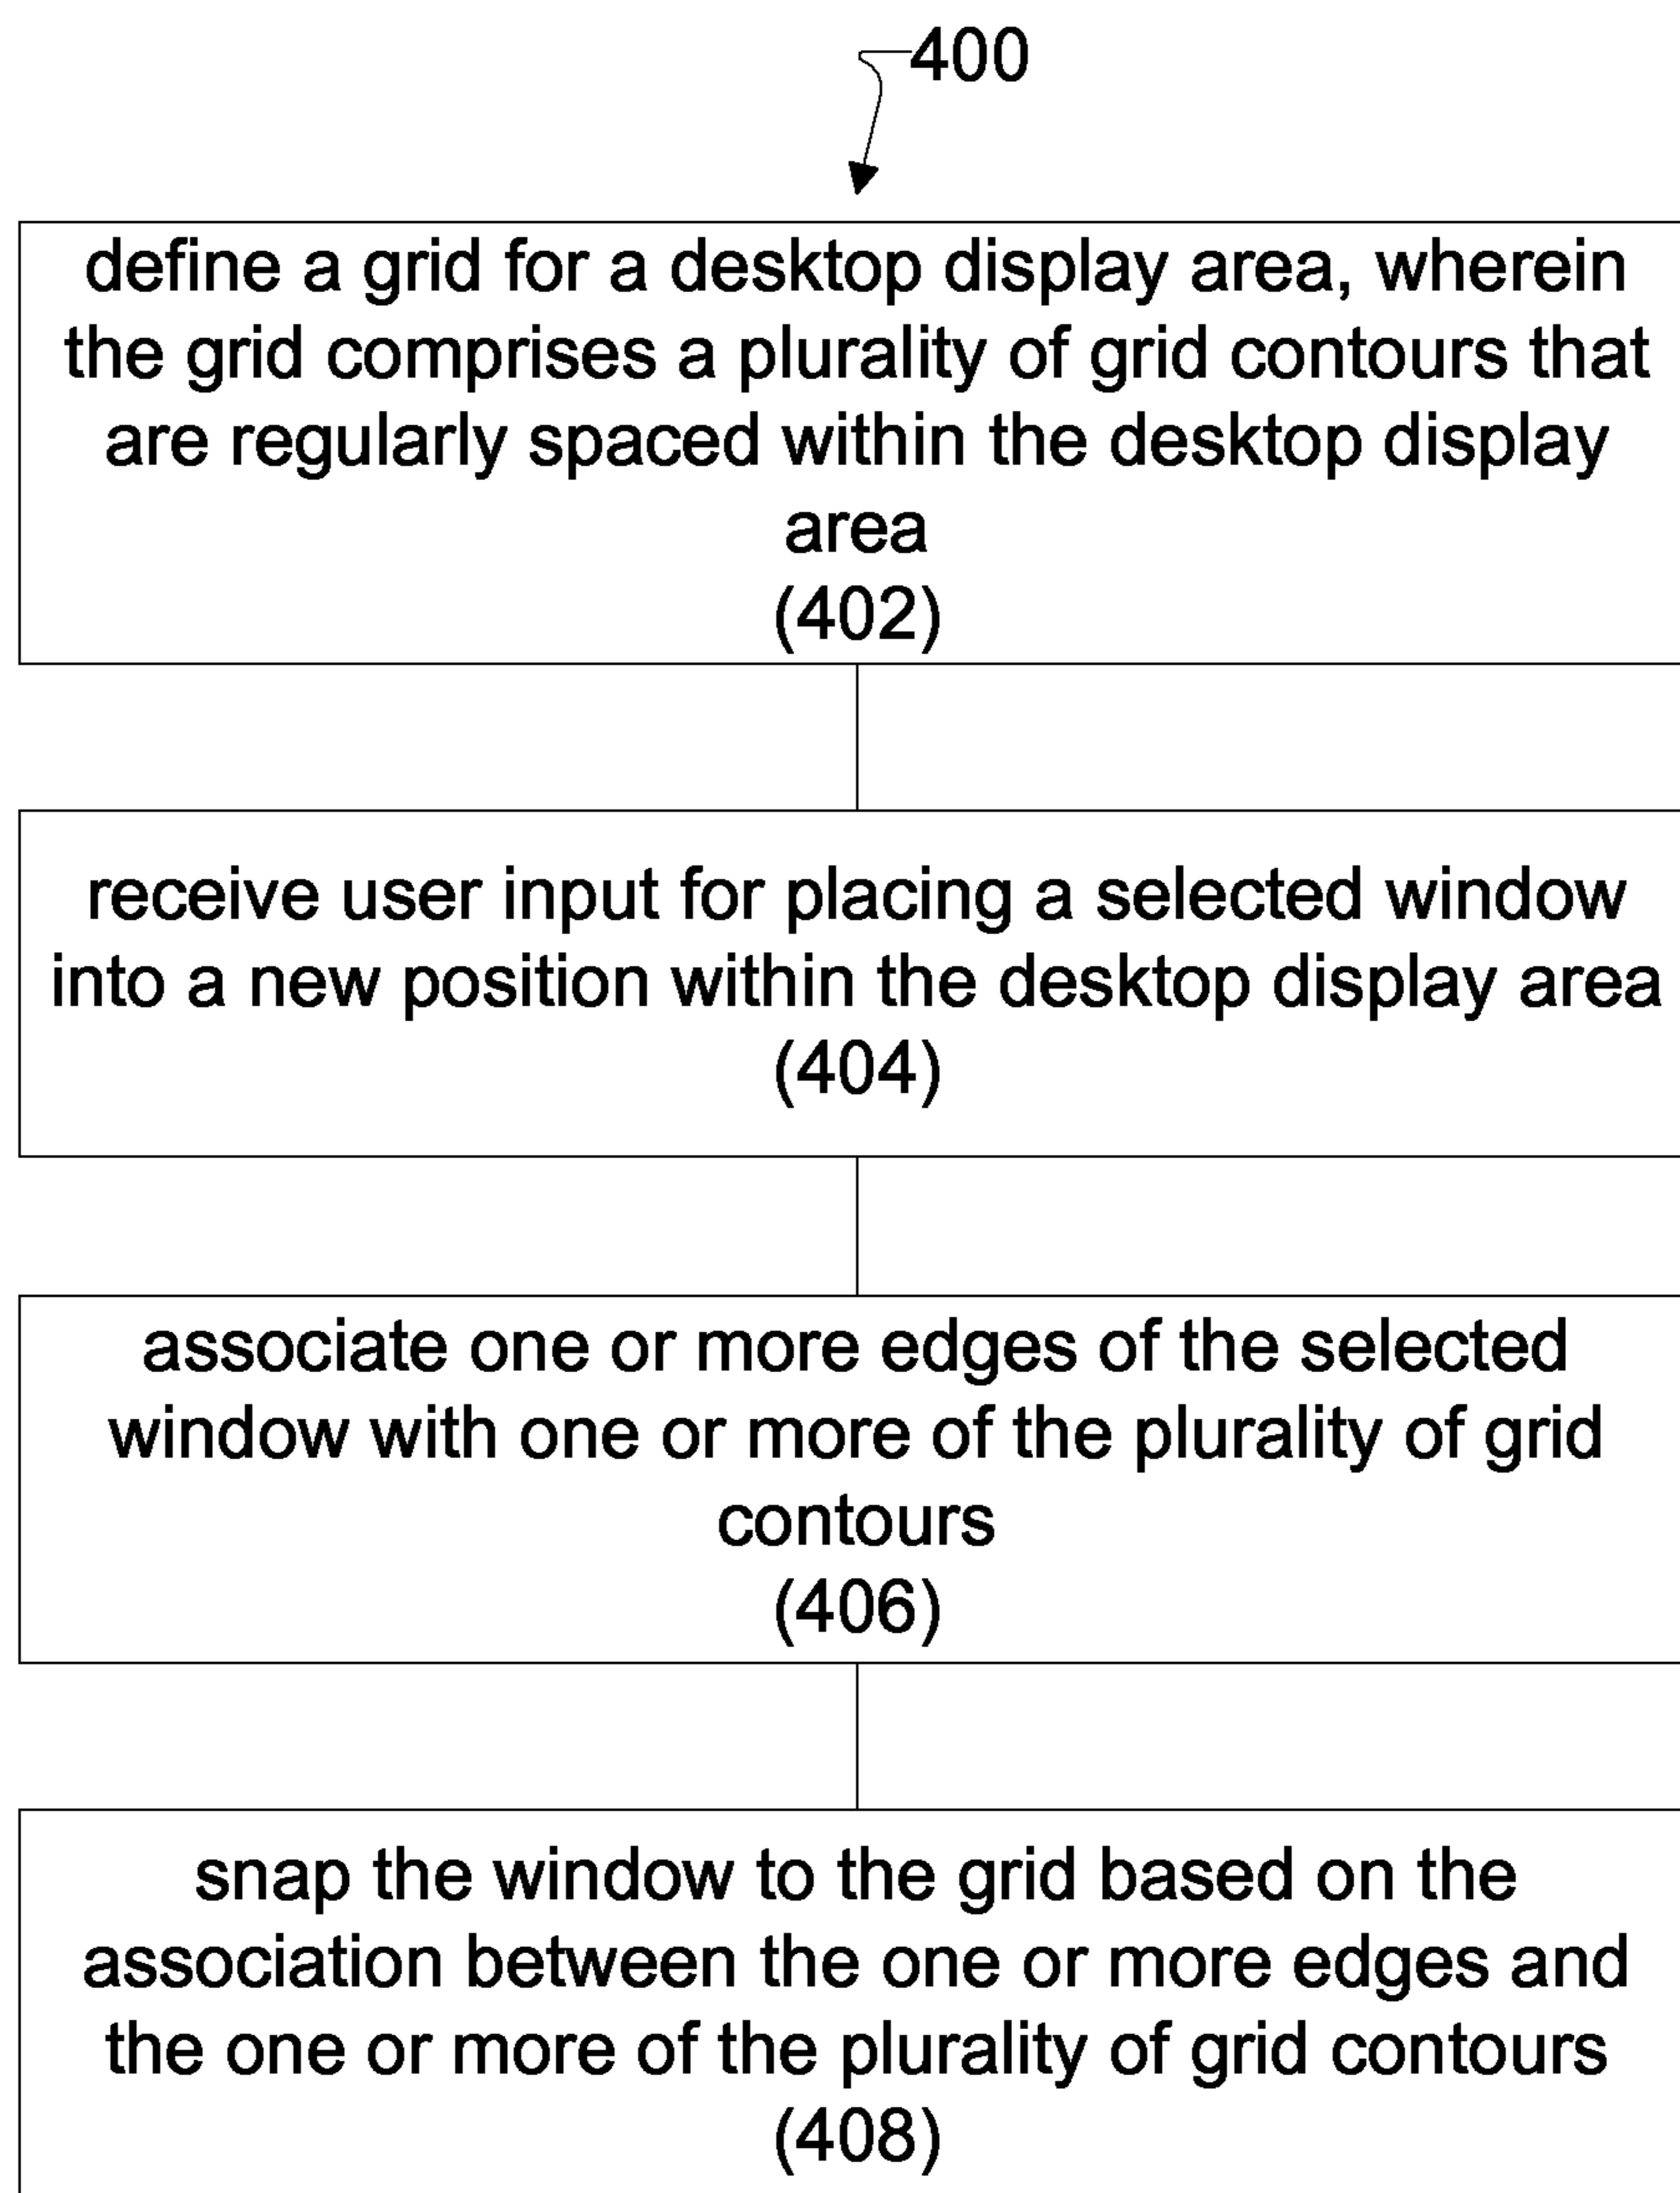 400
define a grid for a desktop display area, wherein
the grid comprises a plurality of grid contours that
are regularly spaced within the desktop display
area
(402)
receive user input for placing a selected window
into a new position within the desktop display area
(404)
associate one or more edges of the selected
window with one or more of the plurality of grid
contours
(406)
snap the window to the grid based on the
association between the one or more edges and
the one or more of the plurality of grid contours
(408)